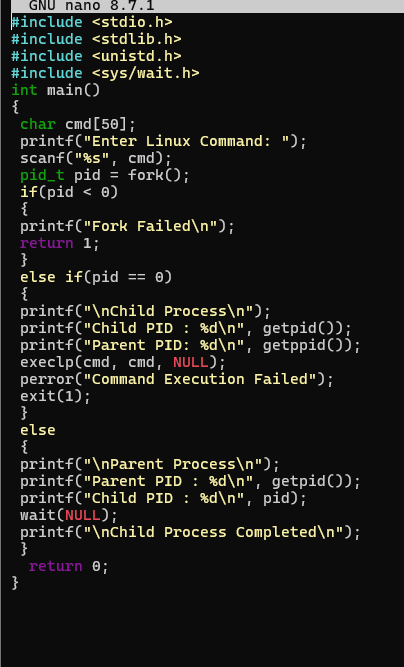 GNU nano 8.7.1
#include <stdio.h>
#include <stdlib.h>
#include <unistd.h>
#include <sys/wait.h>
int main()
{
char cmd[50];
printf("Enter Linux Command: ");
scanf("%s", cmd);
pid_t pid = fork();
if(pid < 0)
{
printf("Fork Failed\n");
return 1;
}
else if(pid == 0)
{
printf("\nChild Process\n");
printf("Child PID : %d\n", getpid());
printf("Parent PID: %d\n", getppid());
execlp(cmd, cmd, NULL);
perror("Command Execution Failed");
exit(1);
}
else
{
printf("\nParent Process\n");
printf("Parent PID : %d\n", getpid());
printf("Child PID : %d\n", pid);
wait(NULL);
printf("\nChild Process Completed\n");
}
return 0;
}